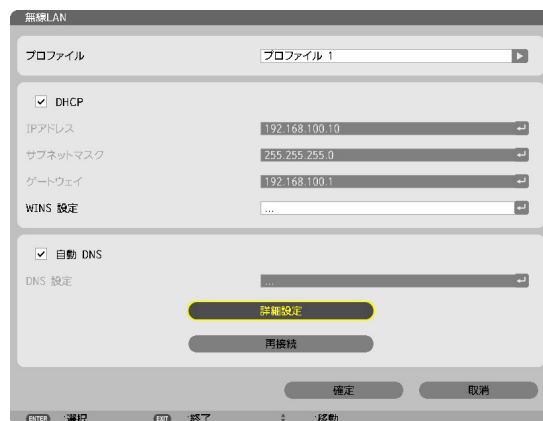 無線LAN
プロファイル プロファイル 1
DHCP
IPアドレス 192.168.100.10
サブネットマスク 255.255.255.0
ゲートウェイ 192.168.100.1
WINS 設定 ...
自動 DNS
DNS 設定 ...
詳細設定
再接続
確定 取消
ENTER :選択 EXIT :終了 :移動